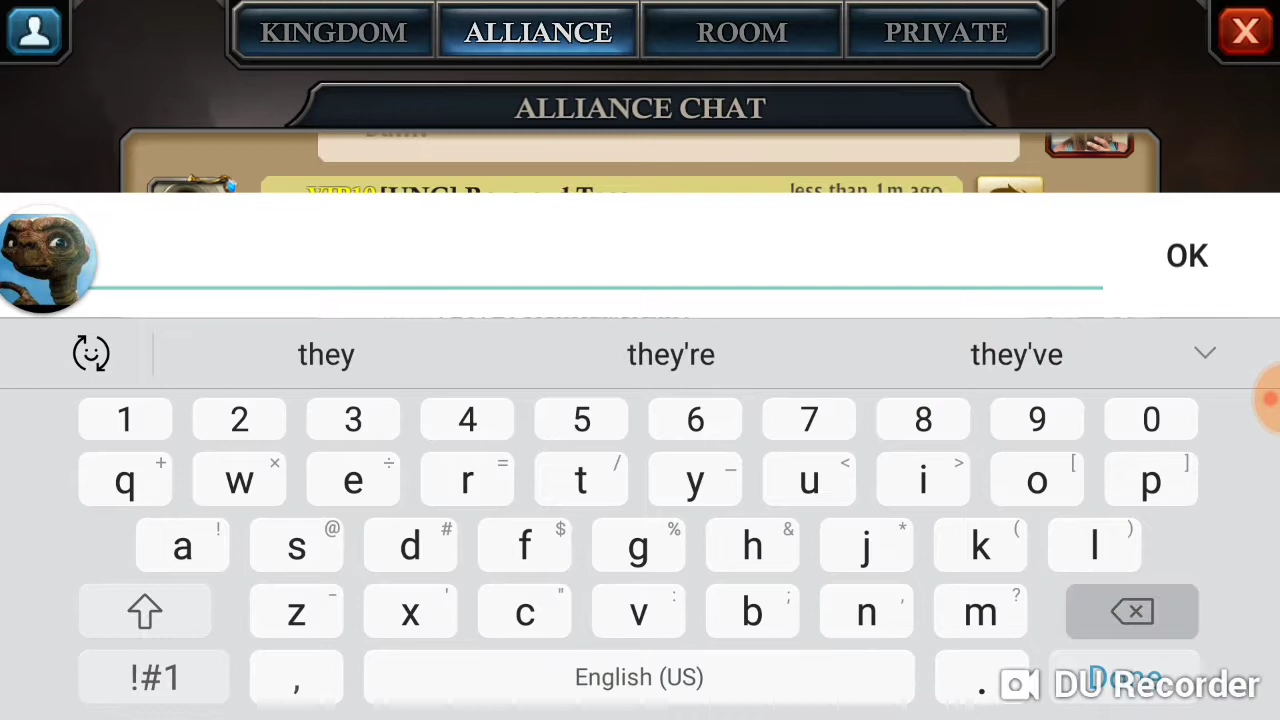 KINGDOM ALLIANCE ROOM PRIVATE X
ALLIANCE CHAT
less than 1m ago
OK
they they're they've
1 2 3 4 5 6 7 8 9 0
q + w × e ÷ r = t / y _ u < i > o [ p ]
a ! s @ d # f $ g % h & j * k ( l )
z - x ' c " v : b ; n , m ?
!#1 , English (US) . Done
DU Recorder